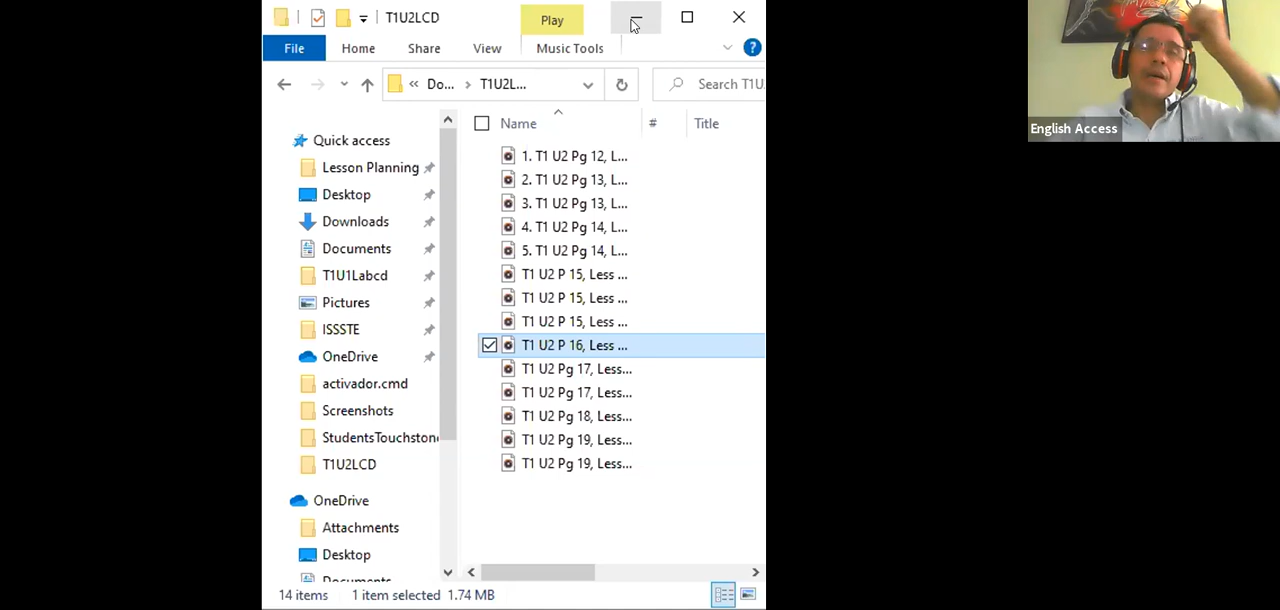 T1U2LCD
Play
File
Home
Share
View
Music Tools
?
« Do... > T1U2L...
Search T1U
Name
#
Title
Quick access
Lesson Planning
Desktop
Downloads
Documents
T1U1Labcd
Pictures
ISSSTE
OneDrive
activador.cmd
Screenshots
StudentsTouchstone
T1U2LCD
OneDrive
Attachments
Desktop
Documents
1. T1 U2 Pg 12, L...
2. T1 U2 Pg 13, L...
3. T1 U2 Pg 13, L...
4. T1 U2 Pg 14, L...
5. T1 U2 Pg 14, L...
T1 U2 P 15, Less ...
T1 U2 P 15, Less ...
T1 U2 P 15, Less ...
T1 U2 P 16, Less ...
T1 U2 Pg 17, Less...
T1 U2 Pg 17, Less...
T1 U2 Pg 18, Less...
T1 U2 Pg 19, Less...
T1 U2 Pg 19, Less...
14 items
1 item selected 1.74 MB
English Access